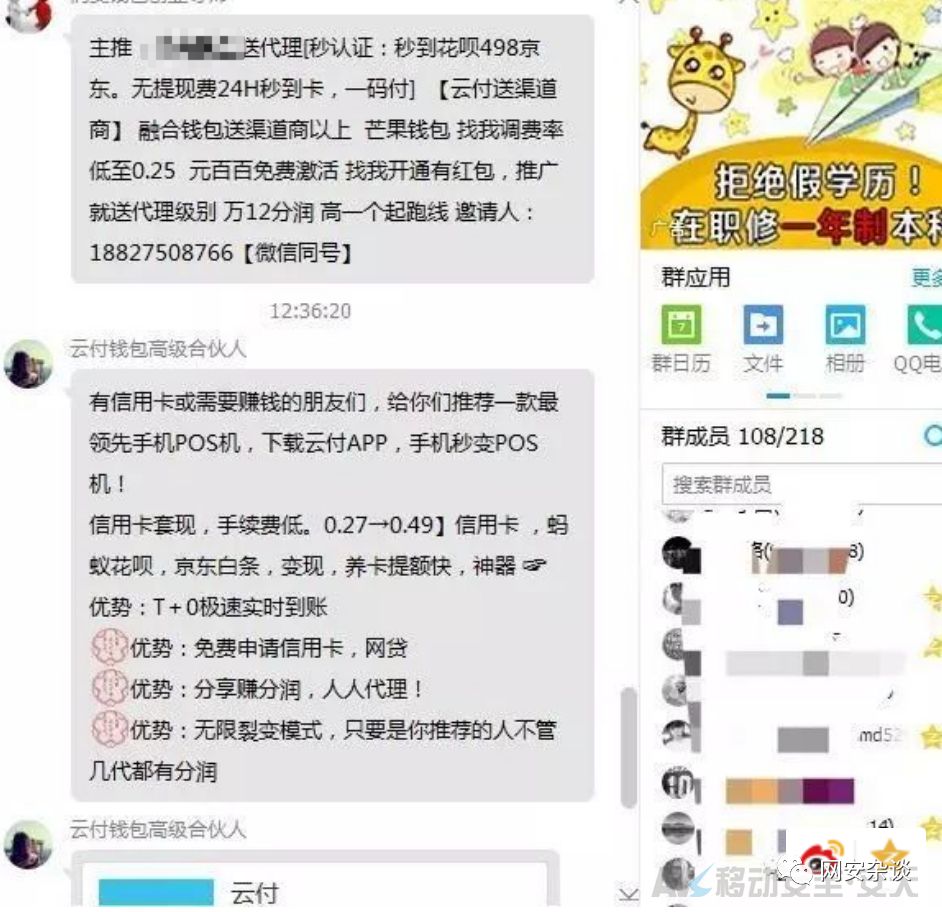 主推
送代理[秒认证：秒到花呗498京
东。无提现费24H秒到卡，一码付] 【云付送渠道
商】 融合钱包送渠道商以上 芒果钱包 找我调费率
低至0.25 元百百免费激活 找我开通有红包，推广
就送代理级别 万12分润 高一个起跑线 邀请人：
18827508766【微信同号】
12:36:20
云付钱包高级合伙人
有信用卡或需要赚钱的朋友们，给你们推荐一款最
领先手机POS机，下载云付APP，手机秒变POS
机！
信用卡套现，手续费低。0.27→0.49】信用卡 ，蚂
蚁花呗，京东白条，变现，养卡提额快，神器☞
优势：T+0极速实时到账
优势：免费申请信用卡，网贷
优势：分享赚分润，人人代理！
优势：无限裂变模式，只要是你推荐的人不管
几代都有分润
云付钱包高级合伙人
云付
拒绝假学历！
广告
在职修一年制本科
群应用
更多
7
群日历
文件
相册
QQ电
群成员 108/218
搜索群成员
8)
0)
md52
14)
网安杂谈
移动安全·安天